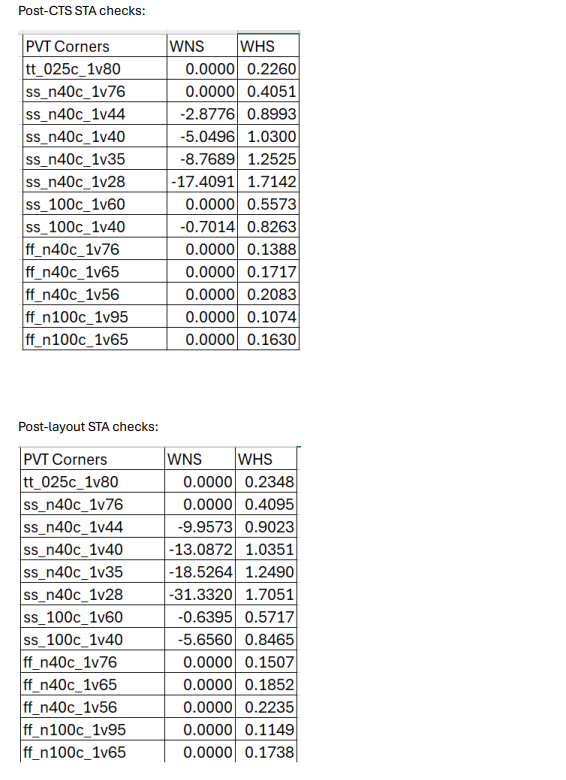 Post-CTS STA checks:
PVT Corners WNS WHS
tt_025c_1v80 0.0000 0.2260
ss_n40c_1v76 0.0000 0.4051
ss_n40c_1v44 -2.8776 0.8993
ss_n40c_1v40 -5.0496 1.0300
ss_n40c_1v35 -8.7689 1.2525
ss_n40c_1v28 -17.4091 1.7142
ss_100c_1v60 0.0000 0.5573
ss_100c_1v40 -0.7014 0.8263
ff_n40c_1v76 0.0000 0.1388
ff_n40c_1v65 0.0000 0.1717
ff_n40c_1v56 0.0000 0.2083
ff_n100c_1v95 0.0000 0.1074
ff_n100c_1v65 0.0000 0.1630
Post-layout STA checks:
PVT Corners WNS WHS
tt_025c_1v80 0.0000 0.2348
ss_n40c_1v76 0.0000 0.4095
ss_n40c_1v44 -9.9573 0.9023
ss_n40c_1v40 -13.0872 1.0351
ss_n40c_1v35 -18.5264 1.2490
ss_n40c_1v28 -31.3320 1.7051
ss_100c_1v60 -0.6395 0.5717
ss_100c_1v40 -5.6560 0.8465
ff_n40c_1v76 0.0000 0.1507
ff_n40c_1v65 0.0000 0.1852
ff_n40c_1v56 0.0000 0.2235
ff_n100c_1v95 0.0000 0.1149
ff_n100c_1v65 0.0000 0.1738